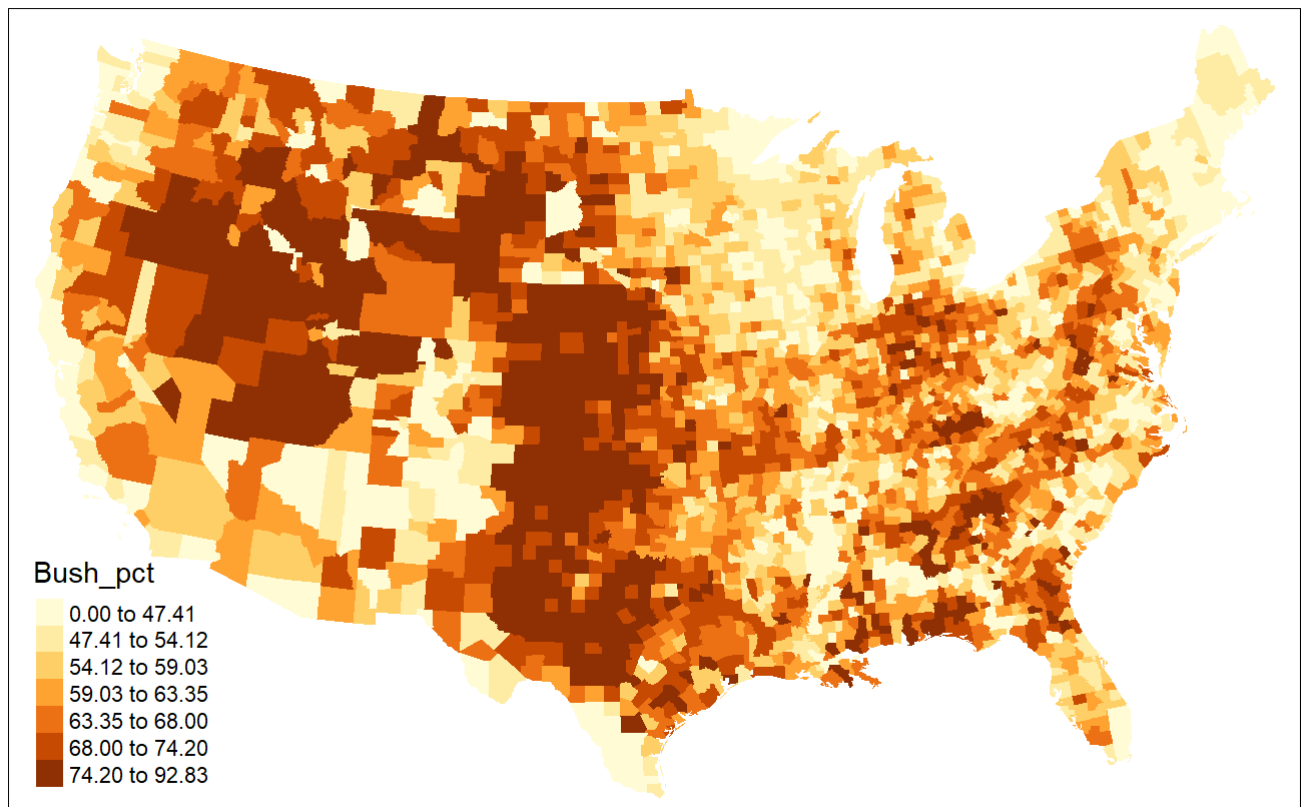 Bush_pct
0.00 to 47.41
47.41 to 54.12
54.12 to 59.03
59.03 to 63.35
63.35 to 68.00
68.00 to 74.20
74.20 to 92.83